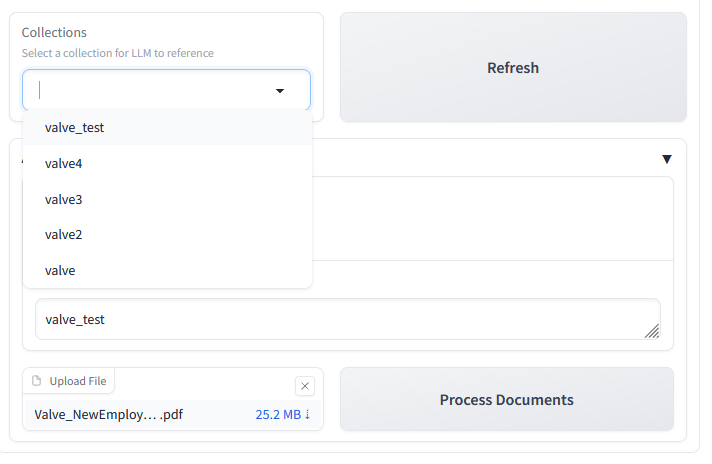 Collections
Select a collection for LLM to reference
Refresh
valve_test
valve4
valve3
valve2
valve
valve_test
Upload File
Valve_NewEmploy... .pdf
25.2 MB ↓
Process Documents